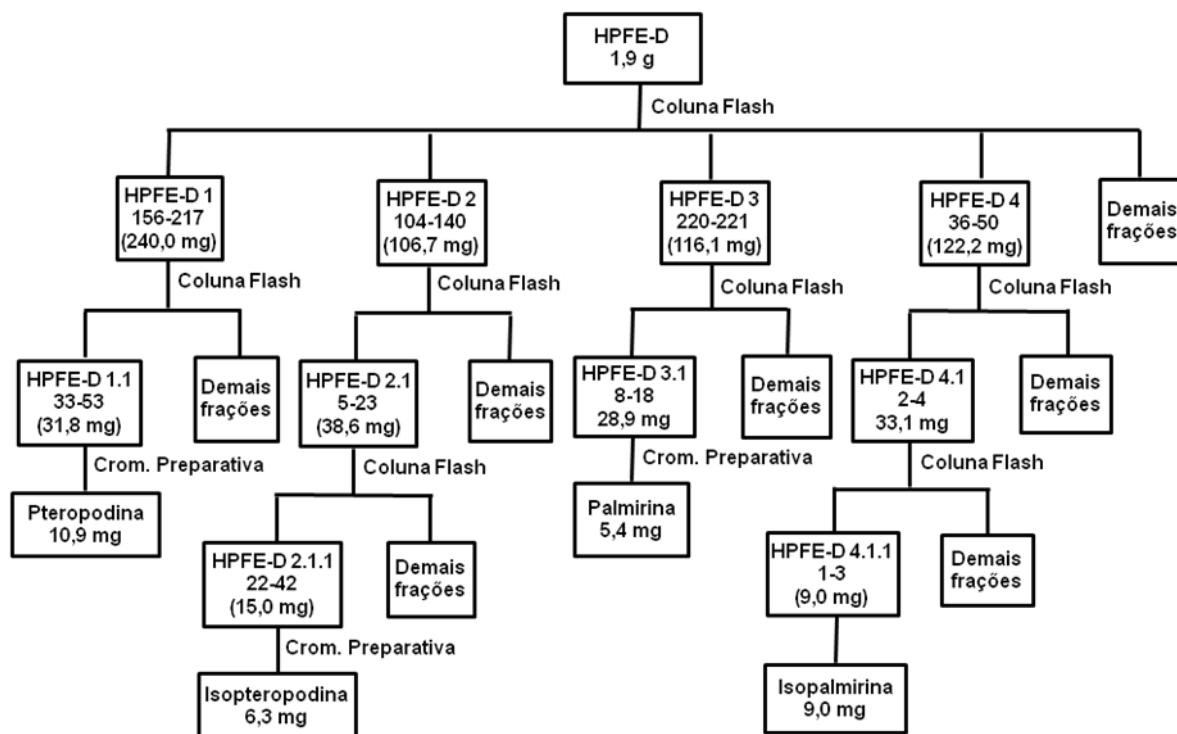 HPFE-D
1,9 g
Coluna Flash
HPFE-D 1
156-217
(240,0 mg)
HPFE-D 2
104-140
(106,7 mg)
HPFE-D 3
220-221
(116,1 mg)
HPFE-D 4
36-50
(122,2 mg)
Demais
frações
Coluna Flash
Coluna Flash
Coluna Flash
Coluna Flash
HPFE-D 1.1
33-53
(31,8 mg)
Demais
frações
HPFE-D 2.1
5-23
(38,6 mg)
Demais
frações
HPFE-D 3.1
8-18
28,9 mg
Demais
frações
HPFE-D 4.1
2-4
33,1 mg
Demais
frações
Crom. Preparativa
Coluna Flash
Crom. Preparativa
Coluna Flash
Pteropodina
10,9 mg
HPFE-D 2.1.1
22-42
(15,0 mg)
Demais
frações
Palmirina
5,4 mg
HPFE-D 4.1.1
1-3
(9,0 mg)
Demais
frações
Crom. Preparativa
Isopteropodina
6,3 mg
Isopalmirina
9,0 mg